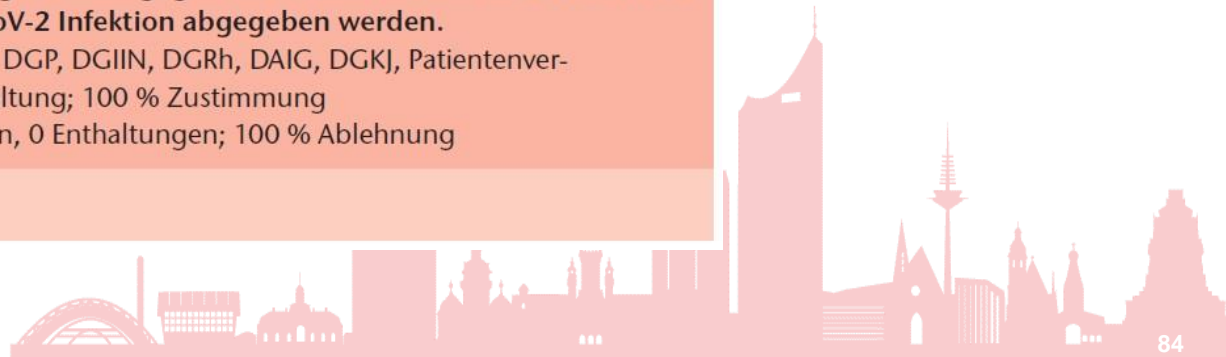 oV-2 Infektion abgegeben werden.
DGP, DGIIN, DGRh, DAIG, DGKJ, Patientenver-
ltung; 100 % Zustimmung
n, 0 Enthaltungen; 100 % Ablehnung
84